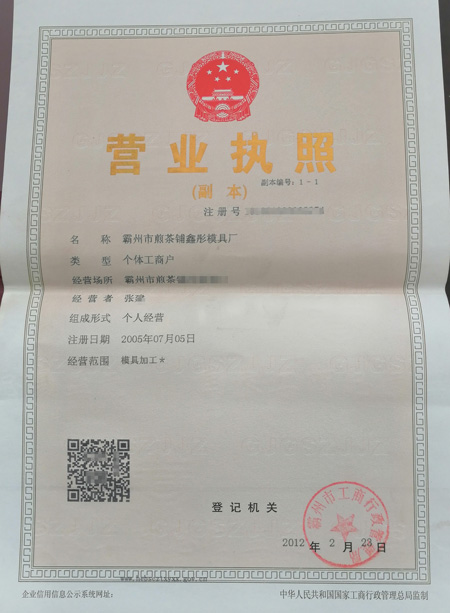 营业执照
(副 本)
副本编号：1-1
注册号
名 称 霸州市煎茶铺鑫彤模具厂
类 型 个体工商户
经营场所 霸州市煎茶铺
经 营 者 张
组成形式 个人经营
注册日期 2005年07月05日
经营范围 模具加工*
登 记 机 关
霸州市工商行政管理局
2012 年 2 月 23 日
企业信用信息公示系统网址：
中华人民共和国国家工商行政管理总局监制